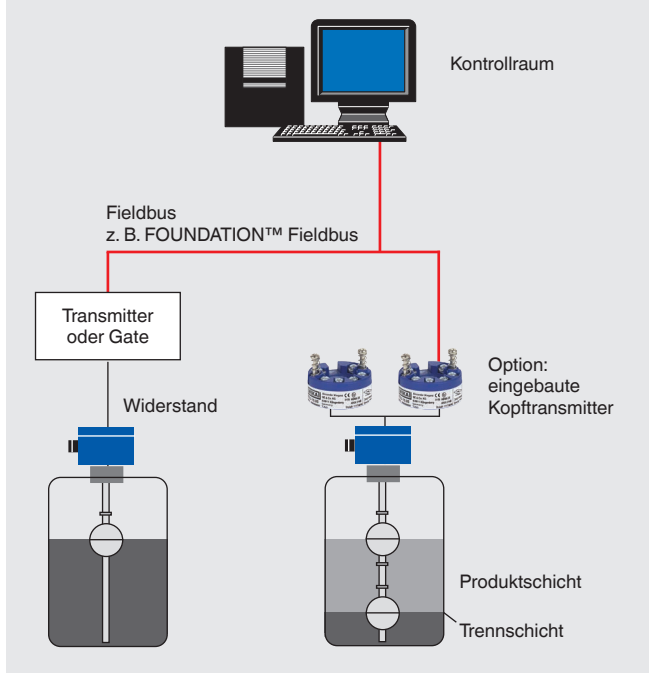 Kontrollraum
Fieldbus
z. B. FOUNDATION™ Fieldbus
Transmitter
oder Gate
Option:
eingebaute
Kopftransmitter
Widerstand
Produktschicht
Trennschicht